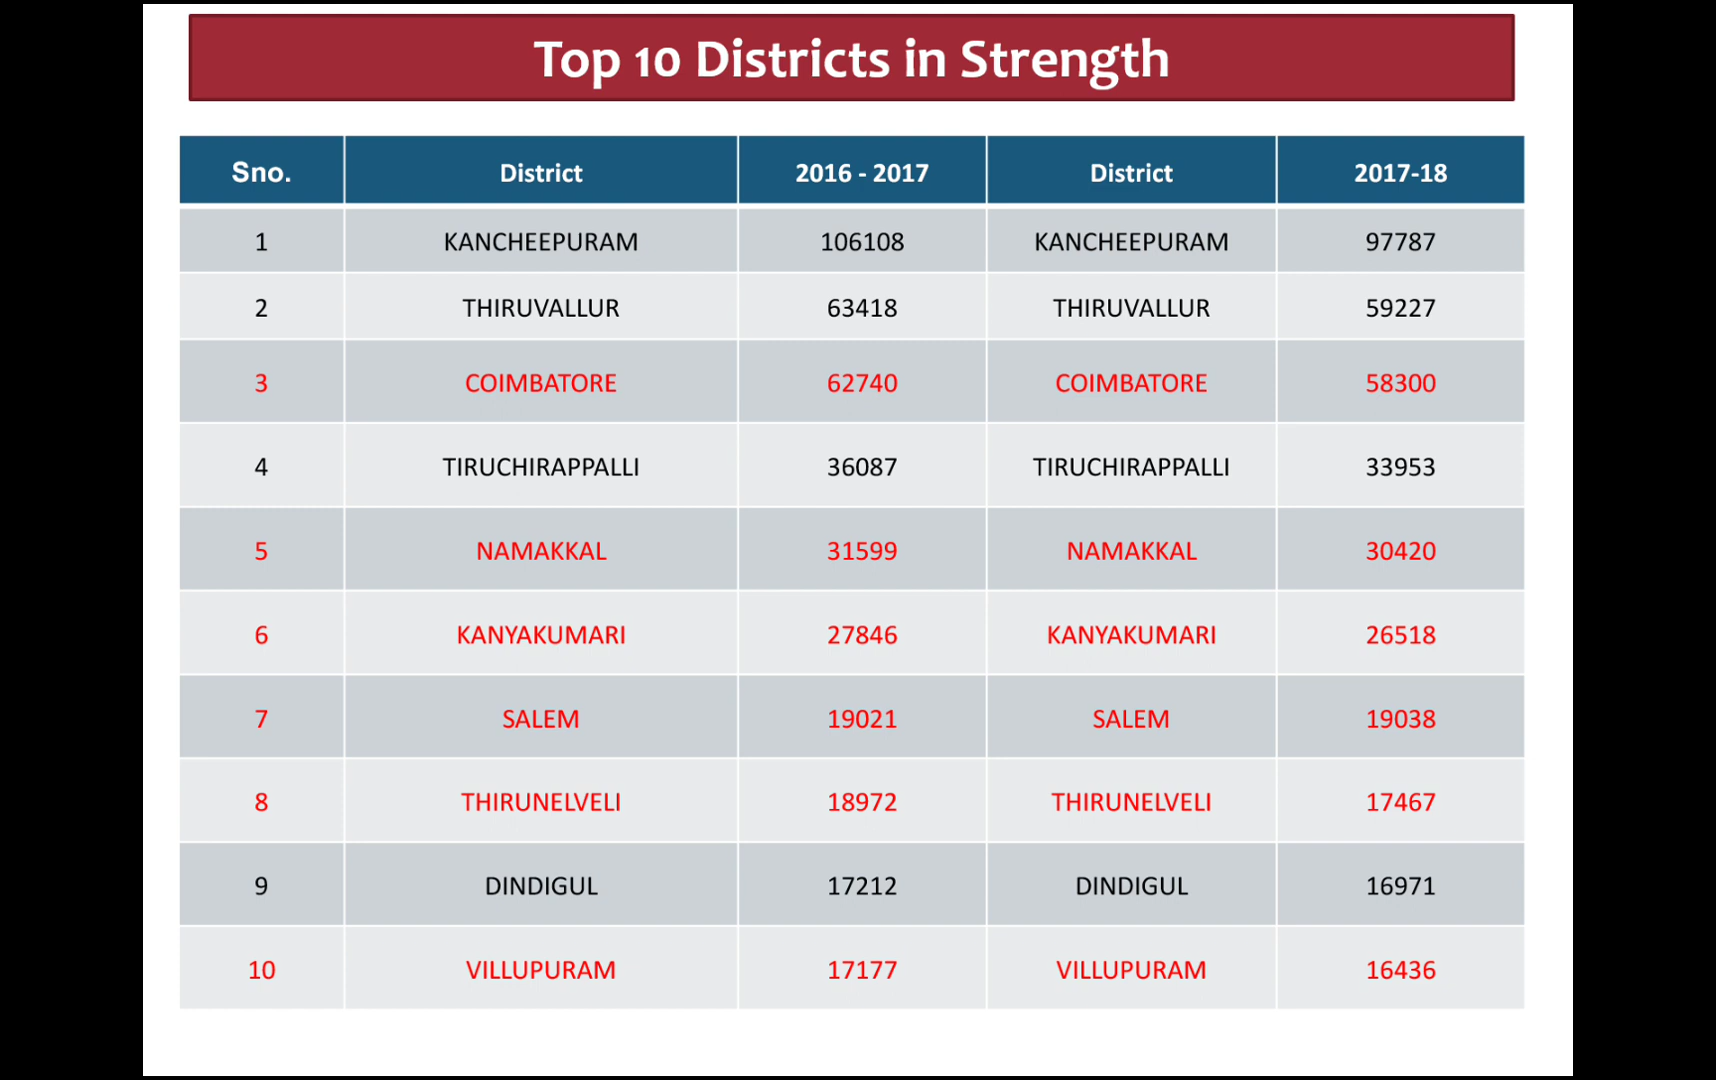 Top 10 Districts in Strength
Sno. District 2016 - 2017 District 2017-18
1 KANCHEEPURAM 106108 KANCHEEPURAM 97787
2 THIRUVALLUR 63418 THIRUVALLUR 59227
3 COIMBATORE 62740 COIMBATORE 58300
4 TIRUCHIRAPPALLI 36087 TIRUCHIRAPPALLI 33953
5 NAMAKKAL 31599 NAMAKKAL 30420
6 KANYAKUMARI 27846 KANYAKUMARI 26518
7 SALEM 19021 SALEM 19038
8 THIRUNELVELI 18972 THIRUNELVELI 17467
9 DINDIGUL 17212 DINDIGUL 16971
10 VILLUPURAM 17177 VILLUPURAM 16436